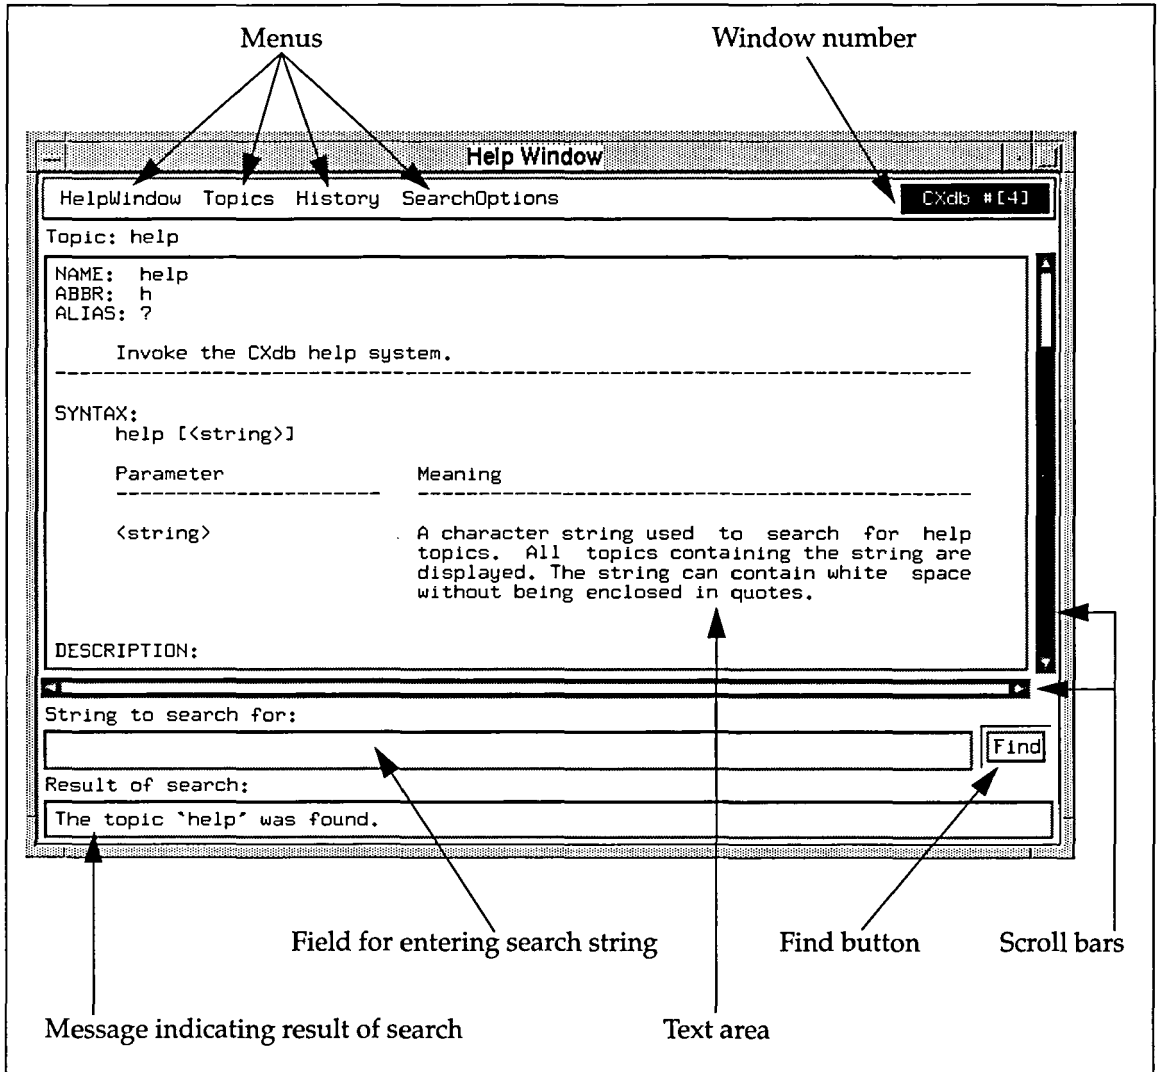 Menus
Window number
Help Window
HelpWindow Topics History SearchOptions
CXdb #[4]
Topic: help
NAME: help
ABBR: h
ALIAS: ?
Invoke the CXdb help system.
SYNTAX:
help [<string>]
Parameter Meaning
<string> A character string used to search for help
topics. All topics containing the string are
displayed. The string can contain white space
without being enclosed in quotes.
DESCRIPTION:
String to search for:
Find
Result of search:
The topic `help' was found.
Field for entering search string
Find button
Scroll bars
Message indicating result of search
Text area